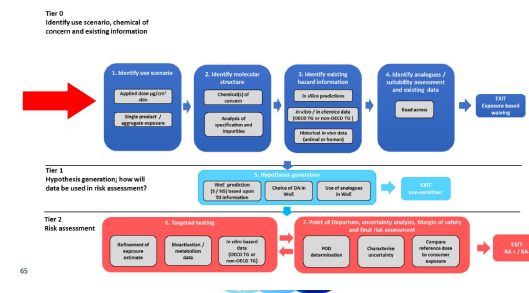 Tier 0
Identify use scenario, chemical of
concern and existing information
1. Identify use scenario
Applied dose µg/cm²
skin
Single product /
aggregate exposure
2. Identify molecular
structure
Chemical(s) of
concern
Analysis of
specification and
impurities
3. Identify existing
hazard information
In silico predictions
In vitro / in chemico data
(OECD TG or non-OECD TG)
Historical in vivo data
(animal or human)
4. Identify analogues /
suitability assessment
and existing data
Read across
EXIT
Exposure based
waiving
Tier 1
Hypothesis generation; how will
data be used in risk assessment?
5. Hypothesis generation
WoE prediction
(S / NS) based upon
T0 information
Choice of DA in
WoE
Use of analogues
in WoE
EXIT
non-sensitiser
Tier 2
Risk assessment
6. Targeted testing
Refinement of
exposure
estimate
Bioactivation /
metabolism
data
In vitro hazard
data
(OECD TG or
non-OECD TG)
7. Point of Departure, uncertainty analysis, Margin of safety
and final risk assessment
POD
determination
Characterise
uncertainty
Compare
reference dose
to consumer
exposure
EXIT:
RA + / RA
65